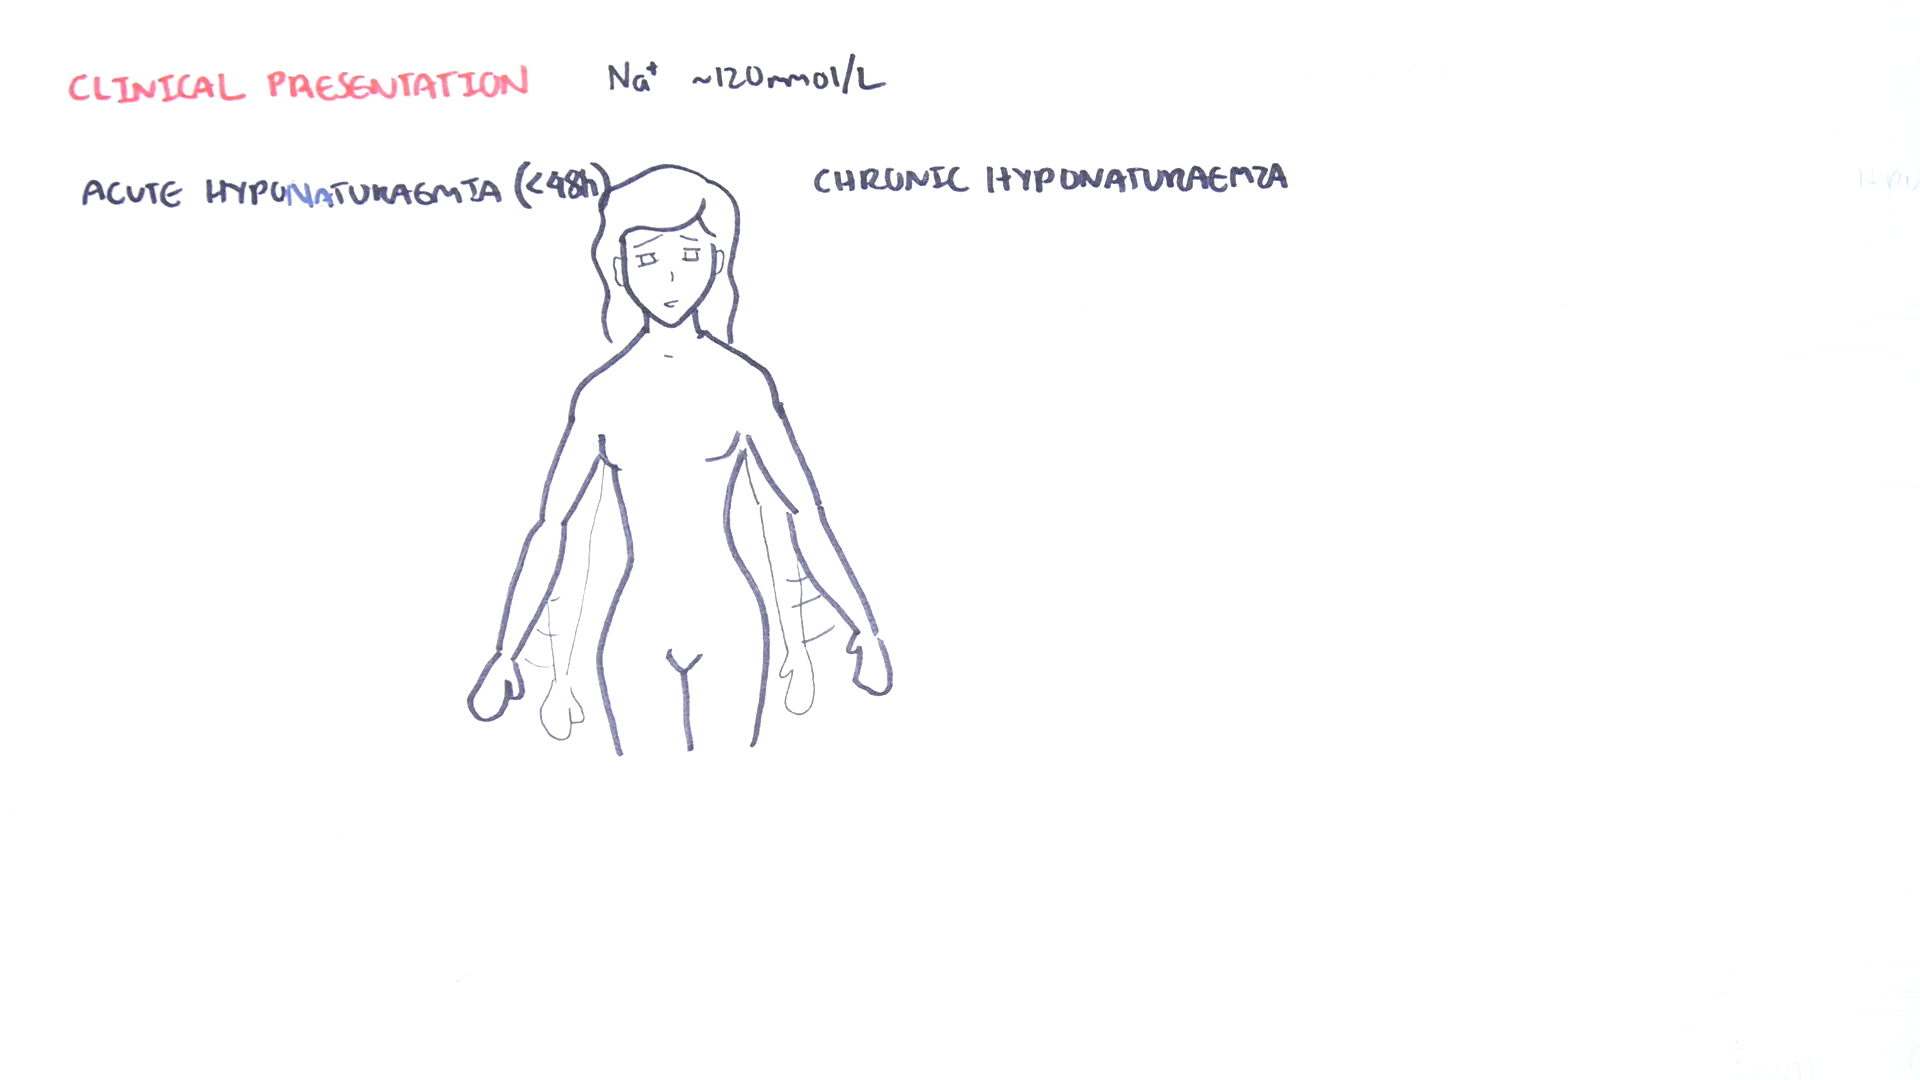 CLINICAL PRESENTATION Na⁺ ~120mmol/L
ACUTE HYPONATURAEMIA (<48h) CHRONIC HYPONATURAEMIA